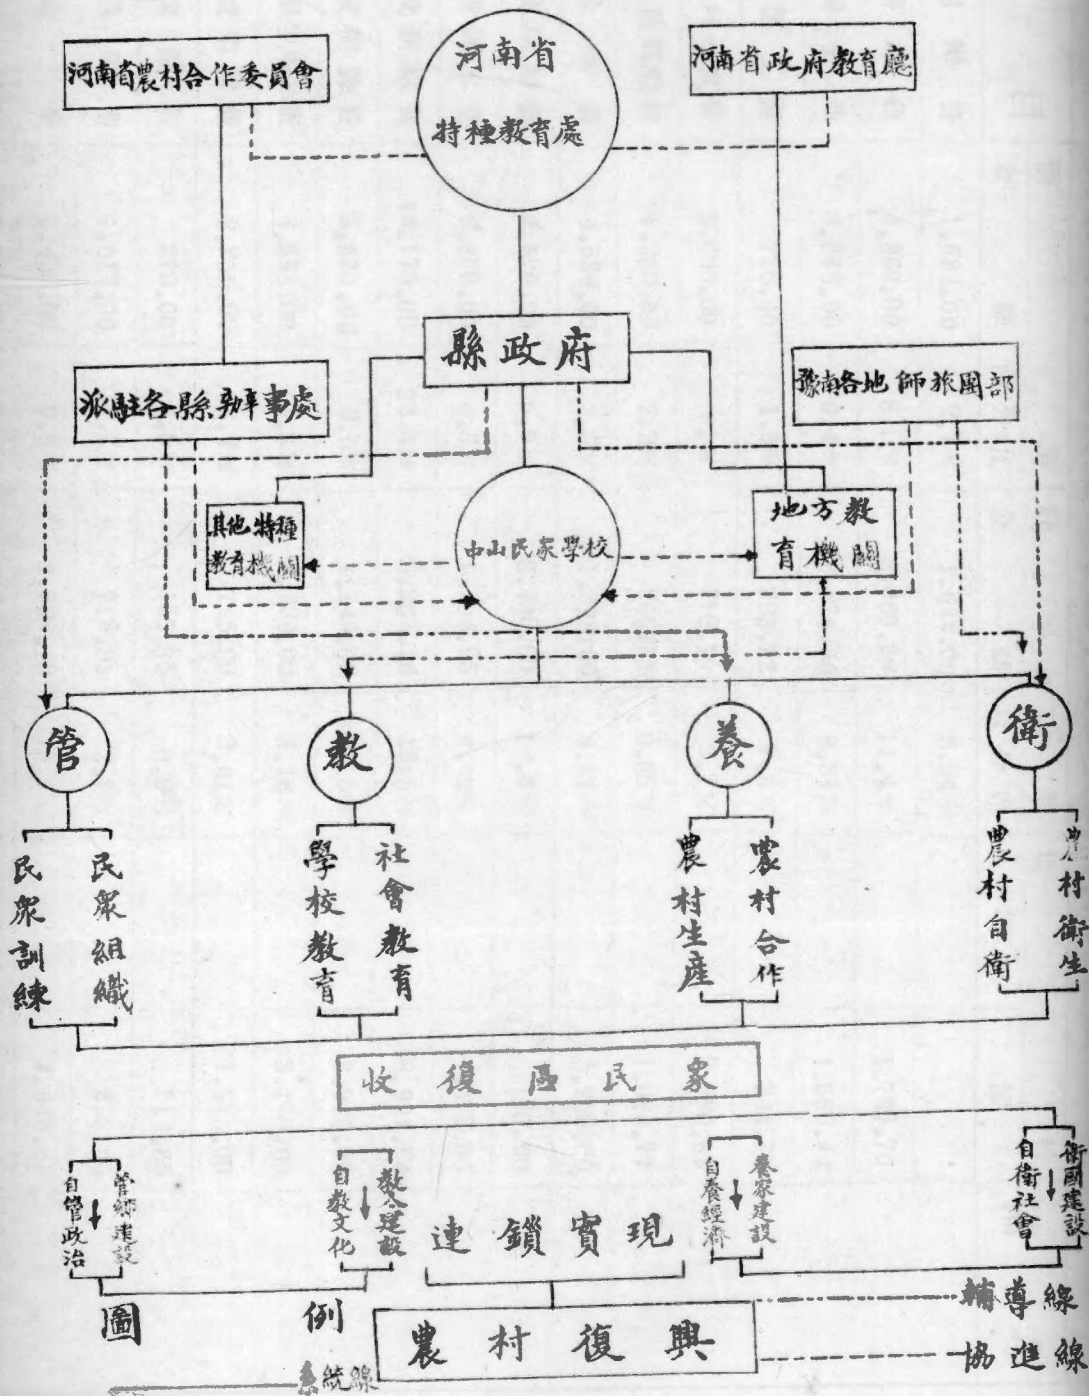 河南省農村合作委員會
河南省
特種教育處
河南省政府教育廳
縣政府
派駐各縣辦事處
豫南各地師旅團部
其他特種
教育機關
中山民眾學校
地方教
育機關
管
教
養
衛
民眾訓練
民眾組織
學校教育
社會教育
農村生產
農村合作
農村自衛
農村衛生
收復區民眾
管鄉建設
自管政治
自教文化
連鎖實現
養家建設
自養經濟
衛國建設
自衛社會
圖例
農村復興
輔導線
協進線
系統線